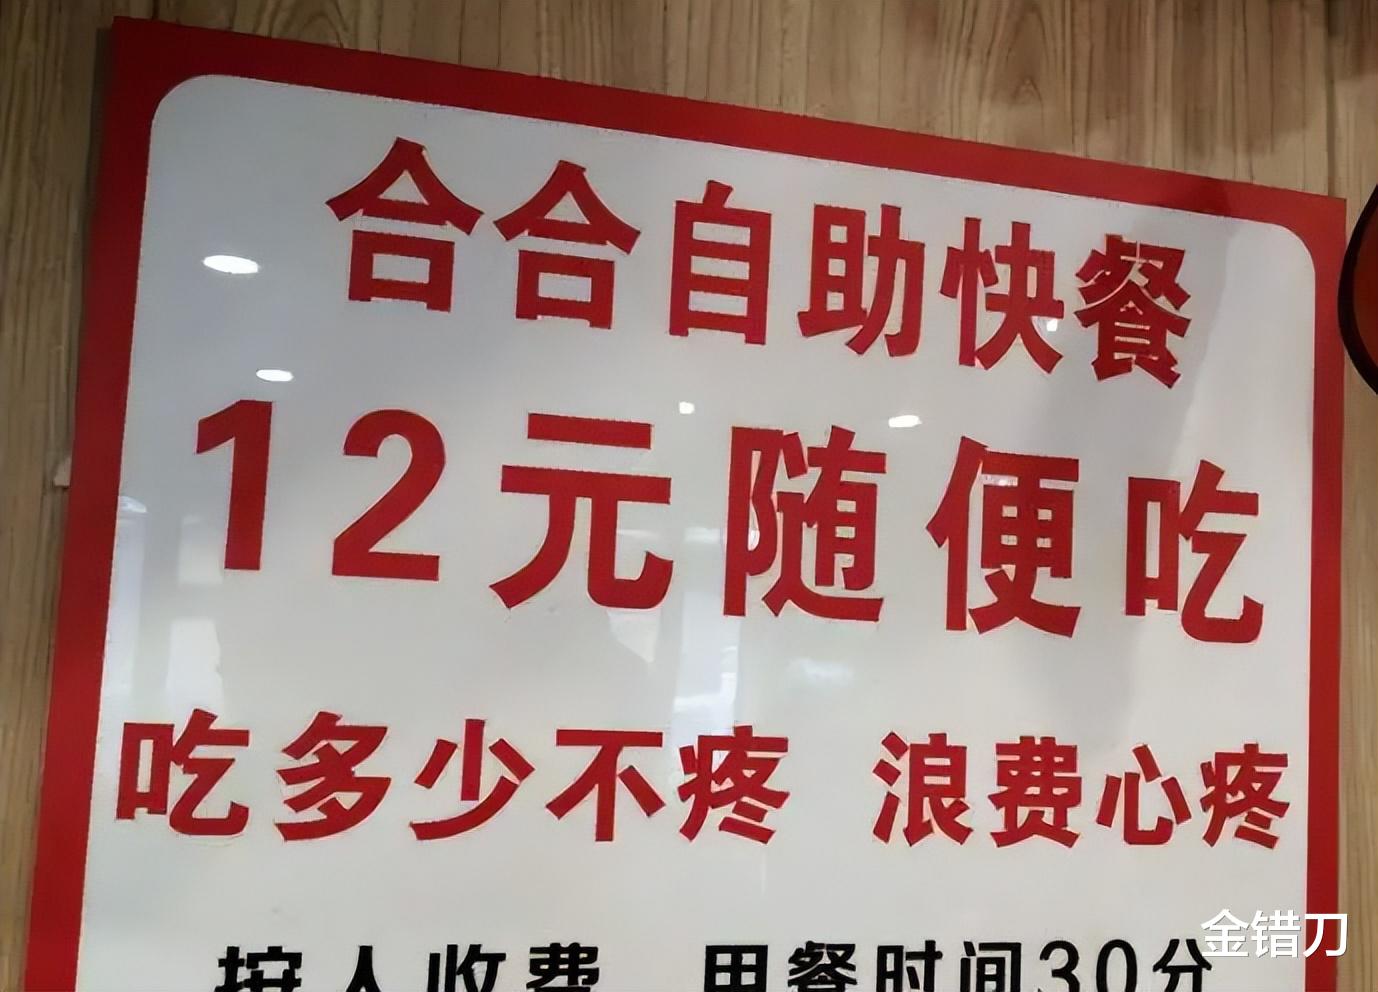 合合自助快餐
12元随便吃
吃多少不疼 浪费心疼
按人收费 用餐时间30分
金错刀